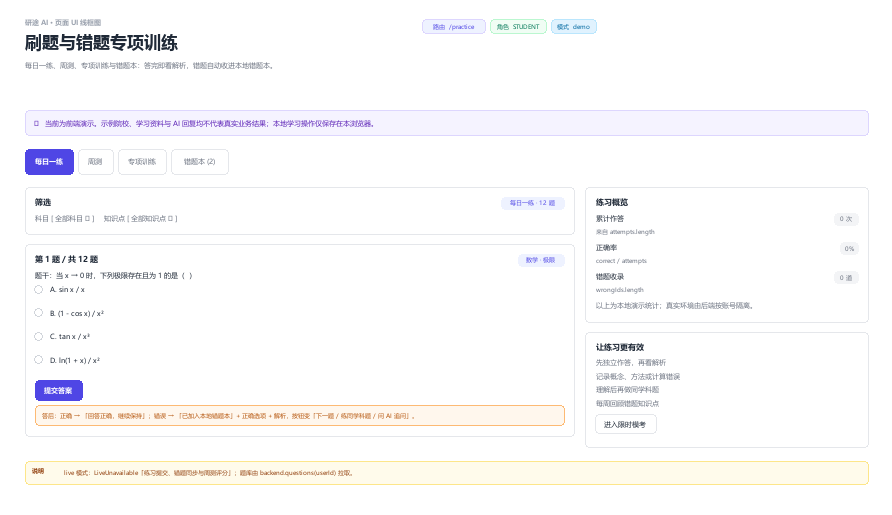 研途 AI · 页面 UI 线框图
路由 /practice
角色 STUDENT
模式 demo
刷题与错题专项训练
每日一练、周测、专项训练与错题本：答完即看解析，错题自动收进本地错题本。
当前为前端演示。示例院校、学习资料与 AI 回复均不代表真实业务结果；本地学习操作仅保存在本浏览器。
每日一练
周测
专项训练
错题本 (2)
筛选
每日一练 · 12 题
科目 [ 全部科目 ] 知识点 [ 全部知识点 ]
第 1 题 / 共 12 题
数学 · 极限
题干：当 x → 0 时，下列极限存在且为 1 的是（ ）
A. sin x / x
B. (1 - cos x) / x²
C. tan x / x²
D. ln(1 + x) / x²
提交答案
答后：正确 →「回答正确，继续保持」；错误 →「已加入本地错题本」+ 正确选项 + 解析，按钮变「下一题 / 练同学科题 / 问 AI 追问」。
练习概览
累计作答
0 次
来自 attempts.length
正确率
0%
correct / attempts
错题收录
0 道
wrongIds.length
以上为本地演示统计；真实环境由后端按账号隔离。
让练习更有效
先独立作答，再看解析
记录概念、方法或计算错误
理解后再做同学科题
每周回顾错题知识点
进入限时模考
说明
live 模式：LiveUnavailable「练习提交、错题同步与周测评分」；题库由 backend.questions(userId) 拉取。